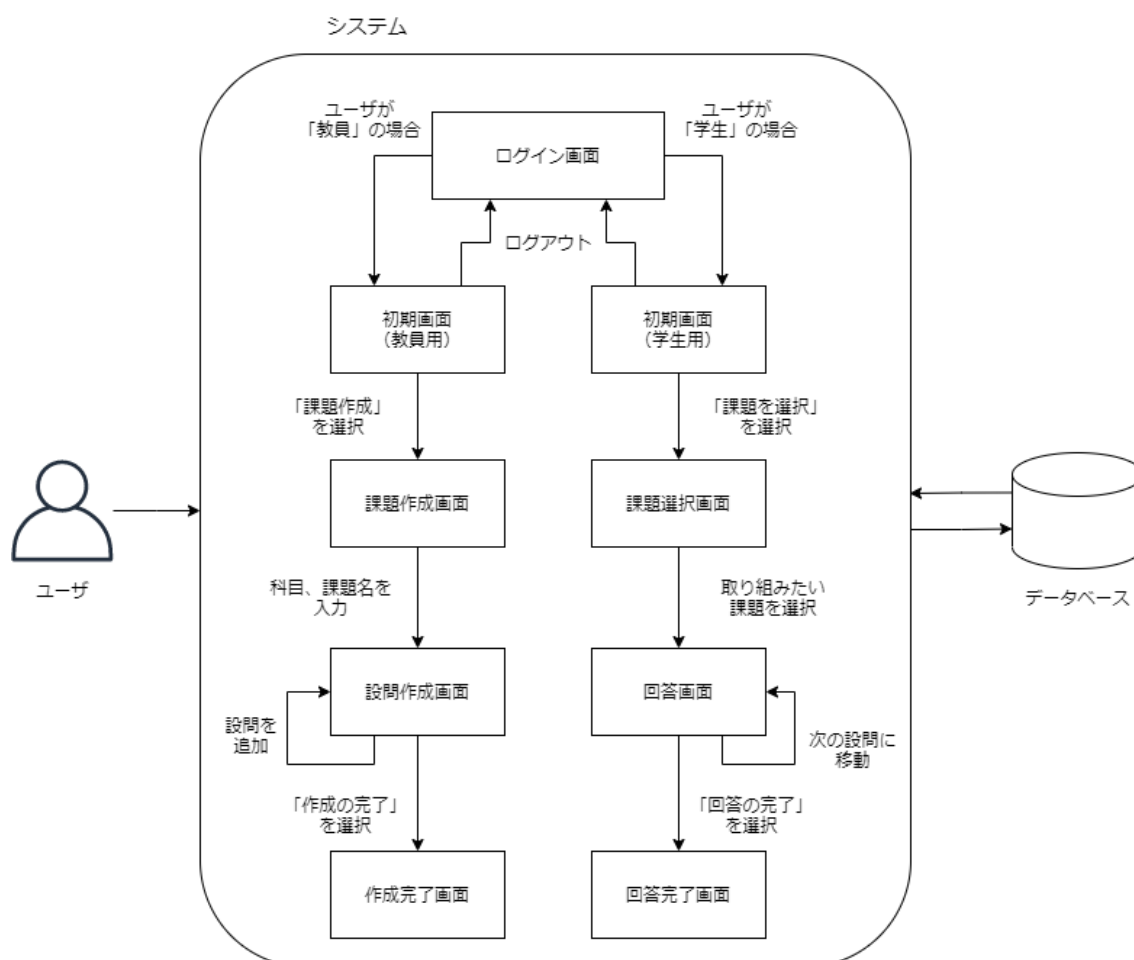 システム
ユーザが
「教員」の場合
ユーザが
「学生」の場合
ログイン画面
ログアウト
初期画面
（教員用）
初期画面
（学生用）
「課題作成」
を選択
「課題を選択」
を選択
課題作成画面
課題選択画面
ユーザ
データベース
科目、課題名を
入力
取り組みたい
課題を選択
設問作成画面
回答画面
設問を
追加
次の設問に
移動
「作成の完了」
を選択
「回答の完了」
を選択
作成完了画面
回答完了画面